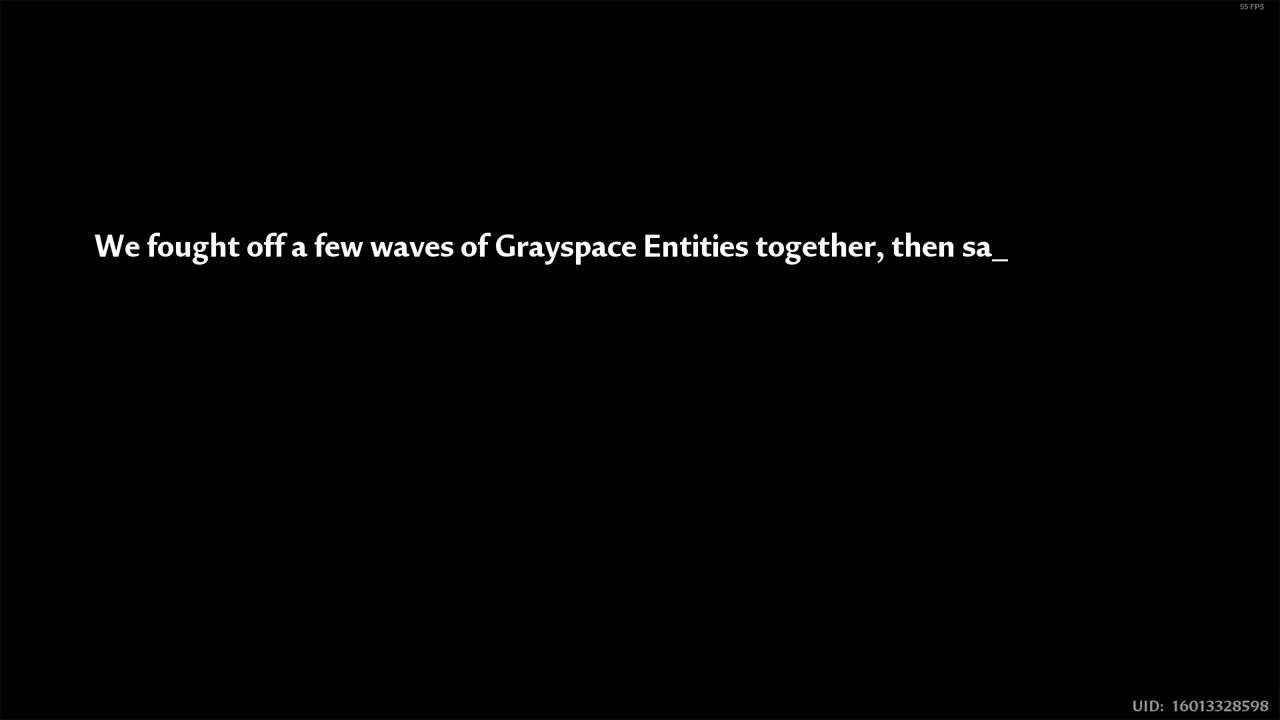 55 FPS
We fought off a few waves of Grayspace Entities together, then sa_
UID: 16013328598